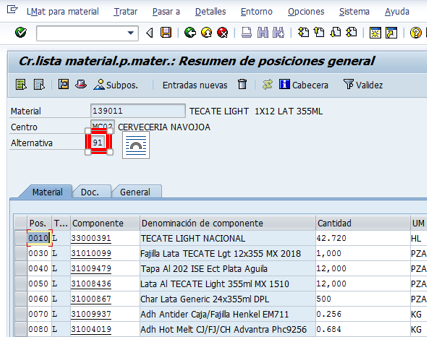 LMat para material Tratar Pasar a Detalles Entorno Opciones Sistema Ayuda
Cr.lista material.p.mater.: Resumen de posiciones general
Subpos. Entradas nuevas Cabecera Validez
Material 139011 TECATE LIGHT 1X12 LAT 355ML
Centro MC02 CERVECERIA NAVOJOA
Alternativa 91
Material Doc. General
Pos. T... Componente Denominación de componente Cantidad UM
0010 L 33000391 TECATE LIGHT NACIONAL 42.720 HL
0030 L 31010099 Fajilla Lata TECATE Lgt 12x355 MX 2018 1,000 PZA
0040 L 31009479 Tapa Al 202 ISE Ect Plata Aguila 12,000 PZA
0050 L 31008436 Lata Al TECATE Light 355ml MX 1510 12,000 PZA
0060 L 31000867 Char Lata Generic 24x355ml DPL 500 PZA
0070 L 31009937 Adh Antider Caja/Fajilla Henkel EM711 0.256 KG
0080 L 31004019 Adh Hot Melt CJ/FJ/CH Advantra Phc9256 0.684 KG